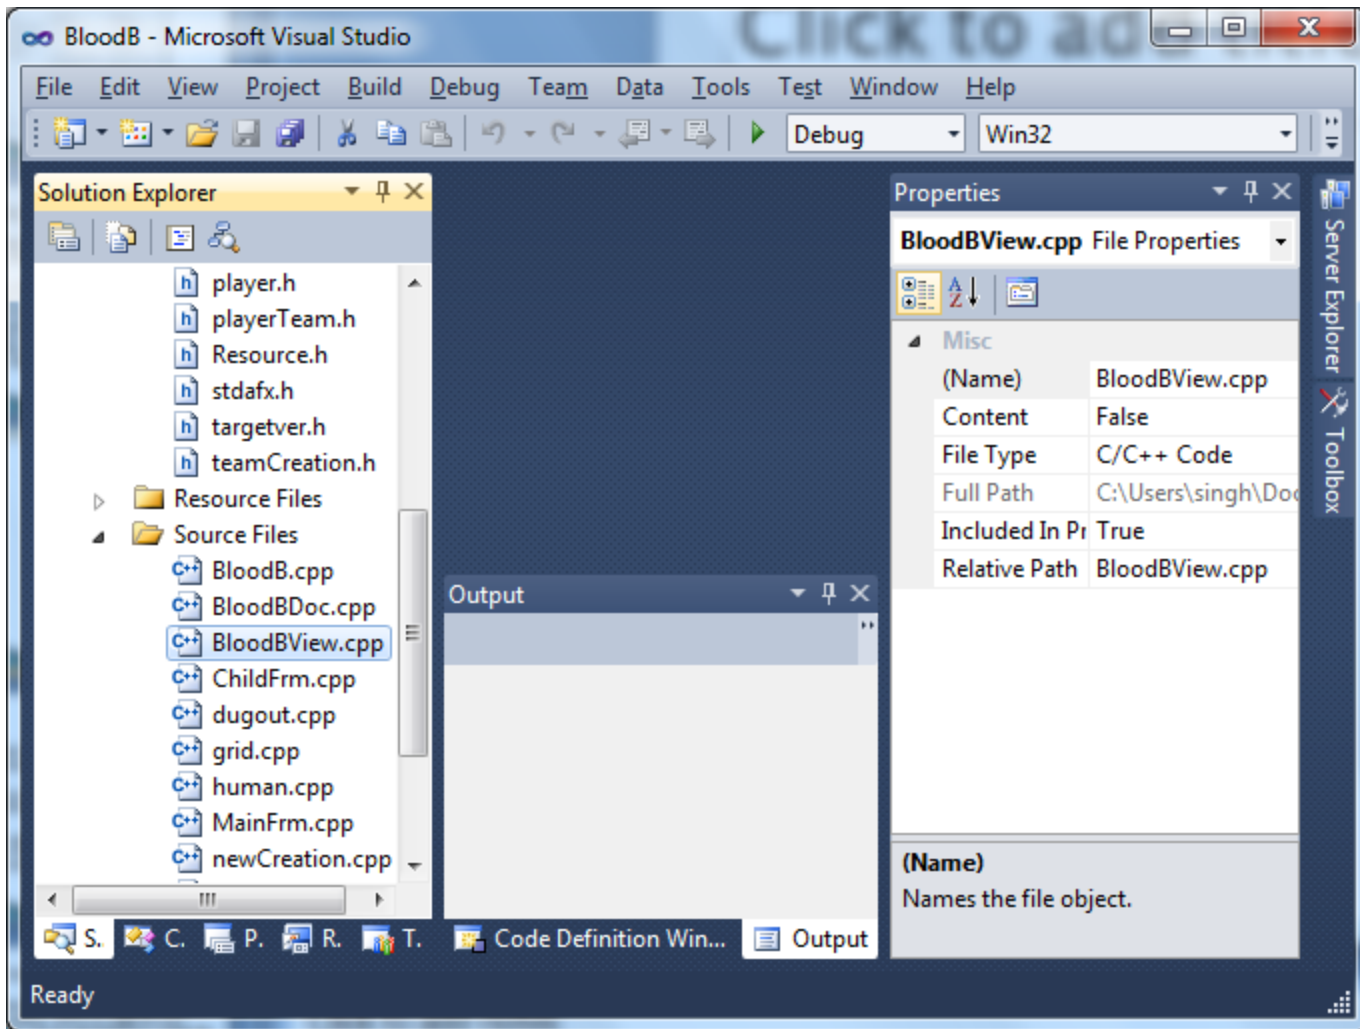 Click to ad
BloodB - Microsoft Visual Studio
File Edit View Project Build Debug Team Data Tools Test Window Help
Debug Win32
Solution Explorer
player.h
playerTeam.h
Resource.h
stdafx.h
targetver.h
teamCreation.h
Resource Files
Source Files
BloodB.cpp
BloodBDoc.cpp
BloodBView.cpp
ChildFrm.cpp
dugout.cpp
grid.cpp
human.cpp
MainFrm.cpp
newCreation.cpp
S. C. P. R. T.
Output
Code Definition Win... Output
Properties
BloodBView.cpp File Properties
Misc
(Name) BloodBView.cpp
Content False
File Type C/C++ Code
Full Path C:\Users\singh\Doc
Included In Pr True
Relative Path BloodBView.cpp
(Name)
Names the file object.
Server Explorer
Toolbox
Ready